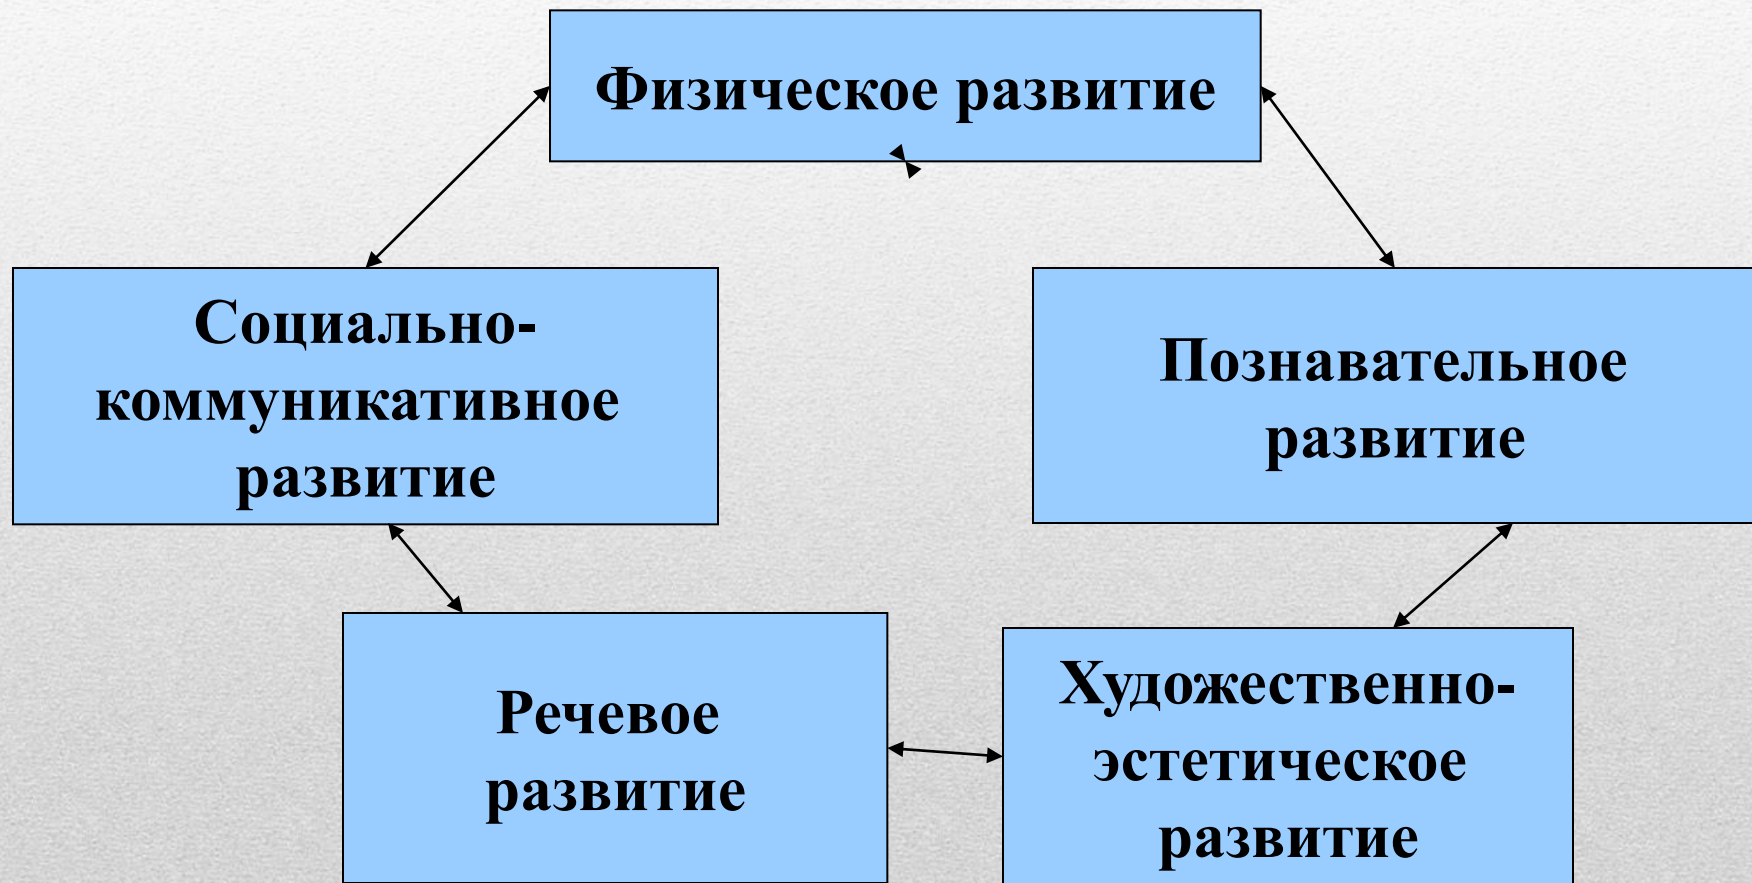 Физическое развитие
Социально-
коммуникативное
развитие
Познавательное
развитие
Речевое
развитие
Художественно-
эстетическое
развитие